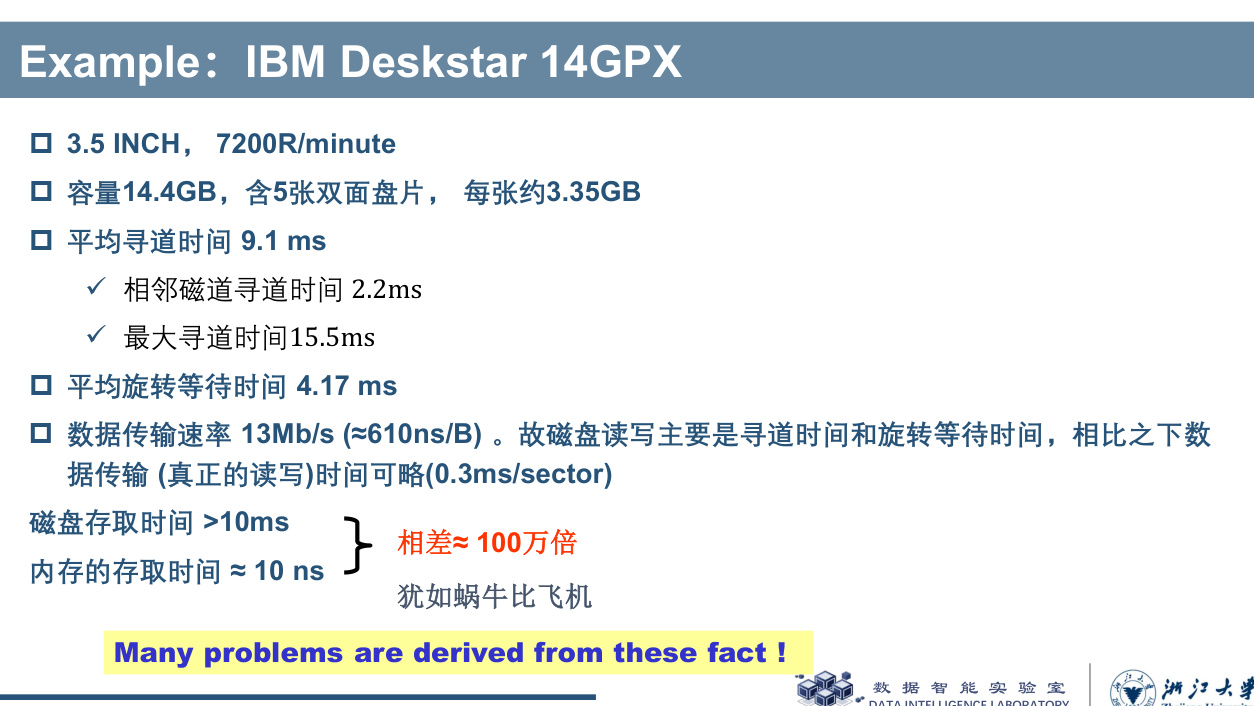 Example：IBM Deskstar 14GPX
3.5 INCH， 7200R/minute
容量14.4GB，含5张双面盘片， 每张约3.35GB
平均寻道时间 9.1 ms
相邻磁道寻道时间 2.2ms
最大寻道时间15.5ms
平均旋转等待时间 4.17 ms
数据传输速率 13Mb/s (≈610ns/B) 。故磁盘读写主要是寻道时间和旋转等待时间，相比之下数
据传输 (真正的读写)时间可略(0.3ms/sector)
磁盘存取时间 >10ms
内存的存取时间 ≈ 10 ns
相差≈ 100万倍
犹如蜗牛比飞机
Many problems are derived from these fact !
数据智能实验室
DATA INTELLIGENCE LABORATORY
浙江大学